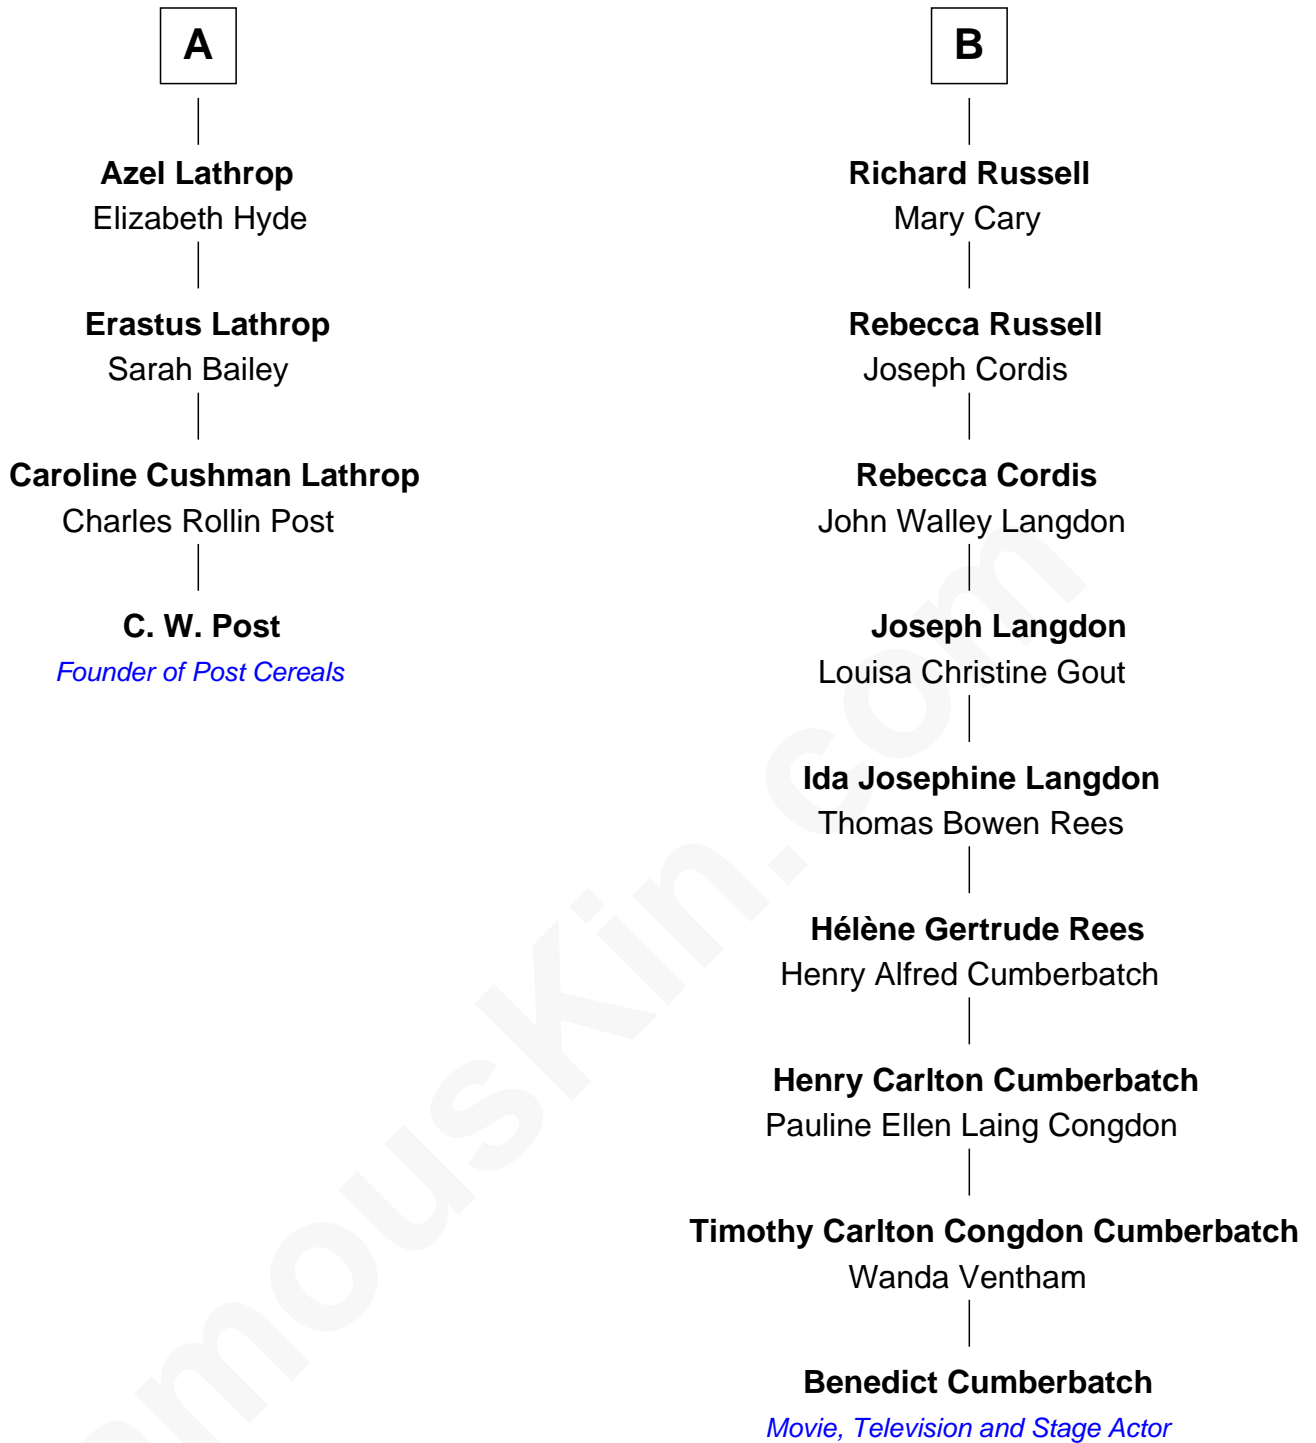 A
Azel Lathrop
Elizabeth Hyde
Erastus Lathrop
Sarah Bailey
Caroline Cushman Lathrop
Charles Rollin Post
C. W. Post
Founder of Post Cereals
B
Richard Russell
Mary Cary
Rebecca Russell
Joseph Cordis
Rebecca Cordis
John Walley Langdon
Joseph Langdon
Louisa Christine Gout
Ida Josephine Langdon
Thomas Bowen Rees
Hélène Gertrude Rees
Henry Alfred Cumberbatch
Henry Carlton Cumberbatch
Pauline Ellen Laing Congdon
Timothy Carlton Congdon Cumberbatch
Wanda Ventham
Benedict Cumberbatch
Movie, Television and Stage Actor
amousKin.com